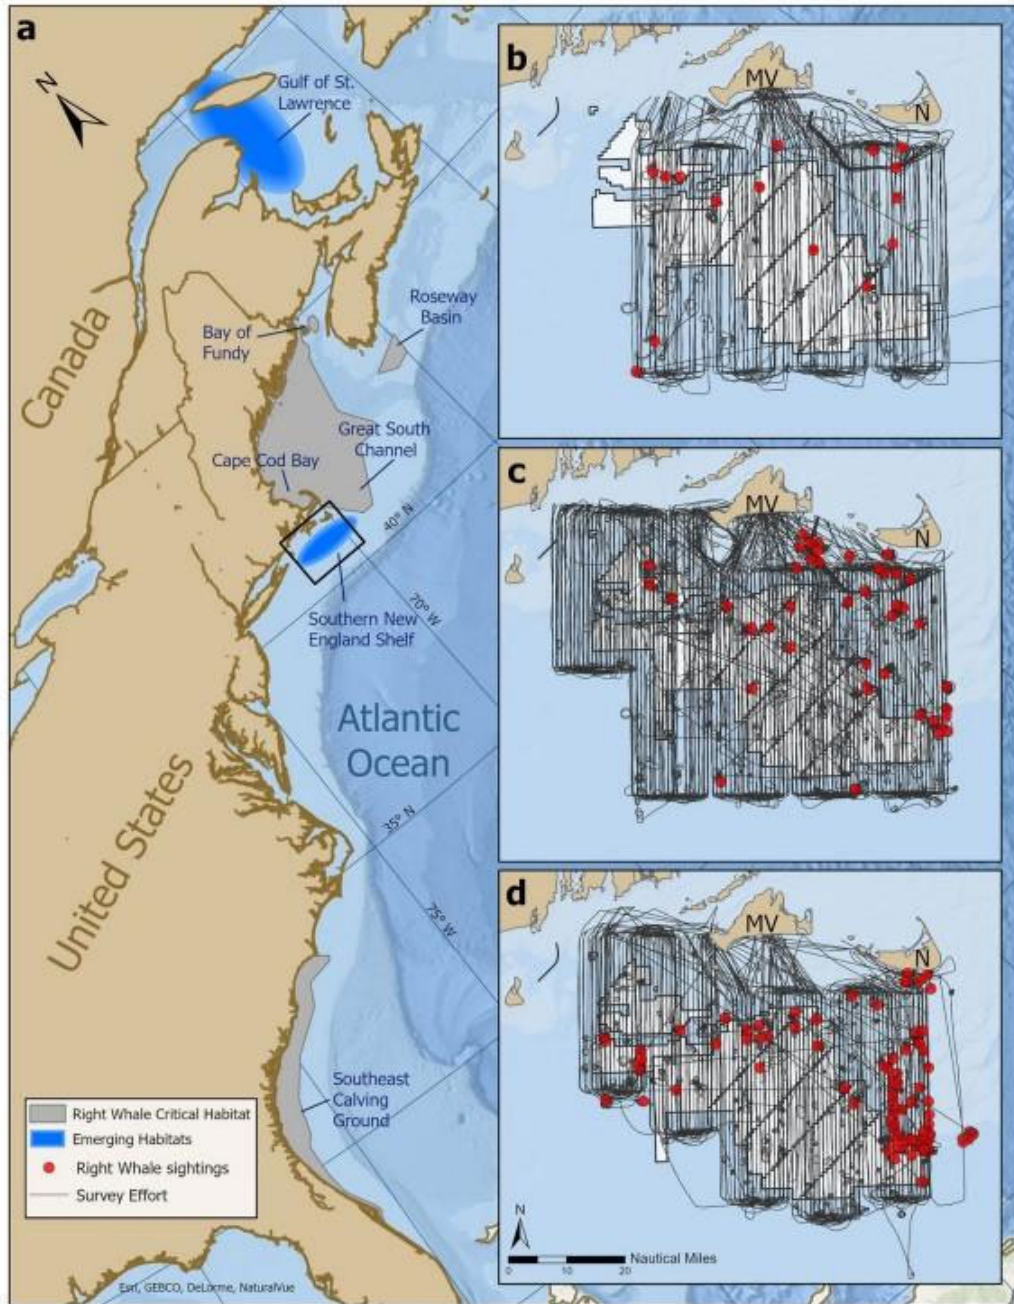 a
N
Gulf of St.
Lawrence
Canada
Bay of
Fundy
Roseway
Basin
Great South
Channel
Cape Cod Bay
40° N
70° W
Southern New
England Shelf
Atlantic
Ocean
United States
35° N
75° W
Southeast
Calving
Ground
Right Whale Critical Habitat
Emerging Habitats
Right Whale sightings
Survey Effort
Esri, GEBCO, DeLorme, NaturalVue
b
MV
N
c
MV
N
d
MV
N
N
Nautical Miles
0 10 20